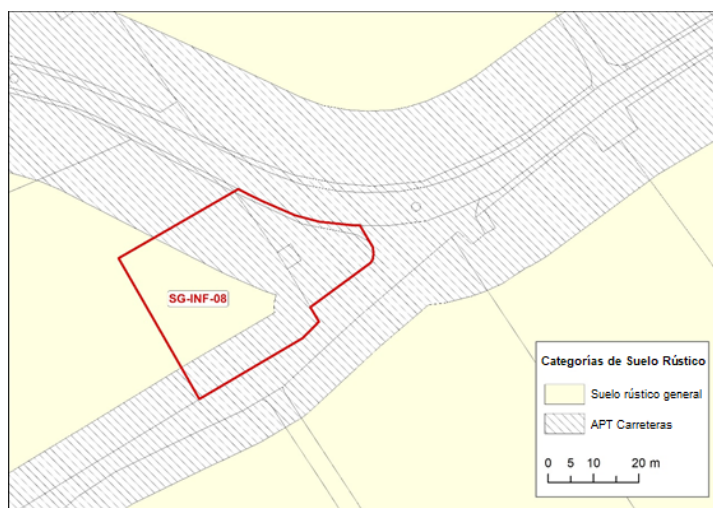 SG-INF-08
Categorías de Suelo Rústico
Suelo rústico general
APT Carreteras
0 5 10 20 m